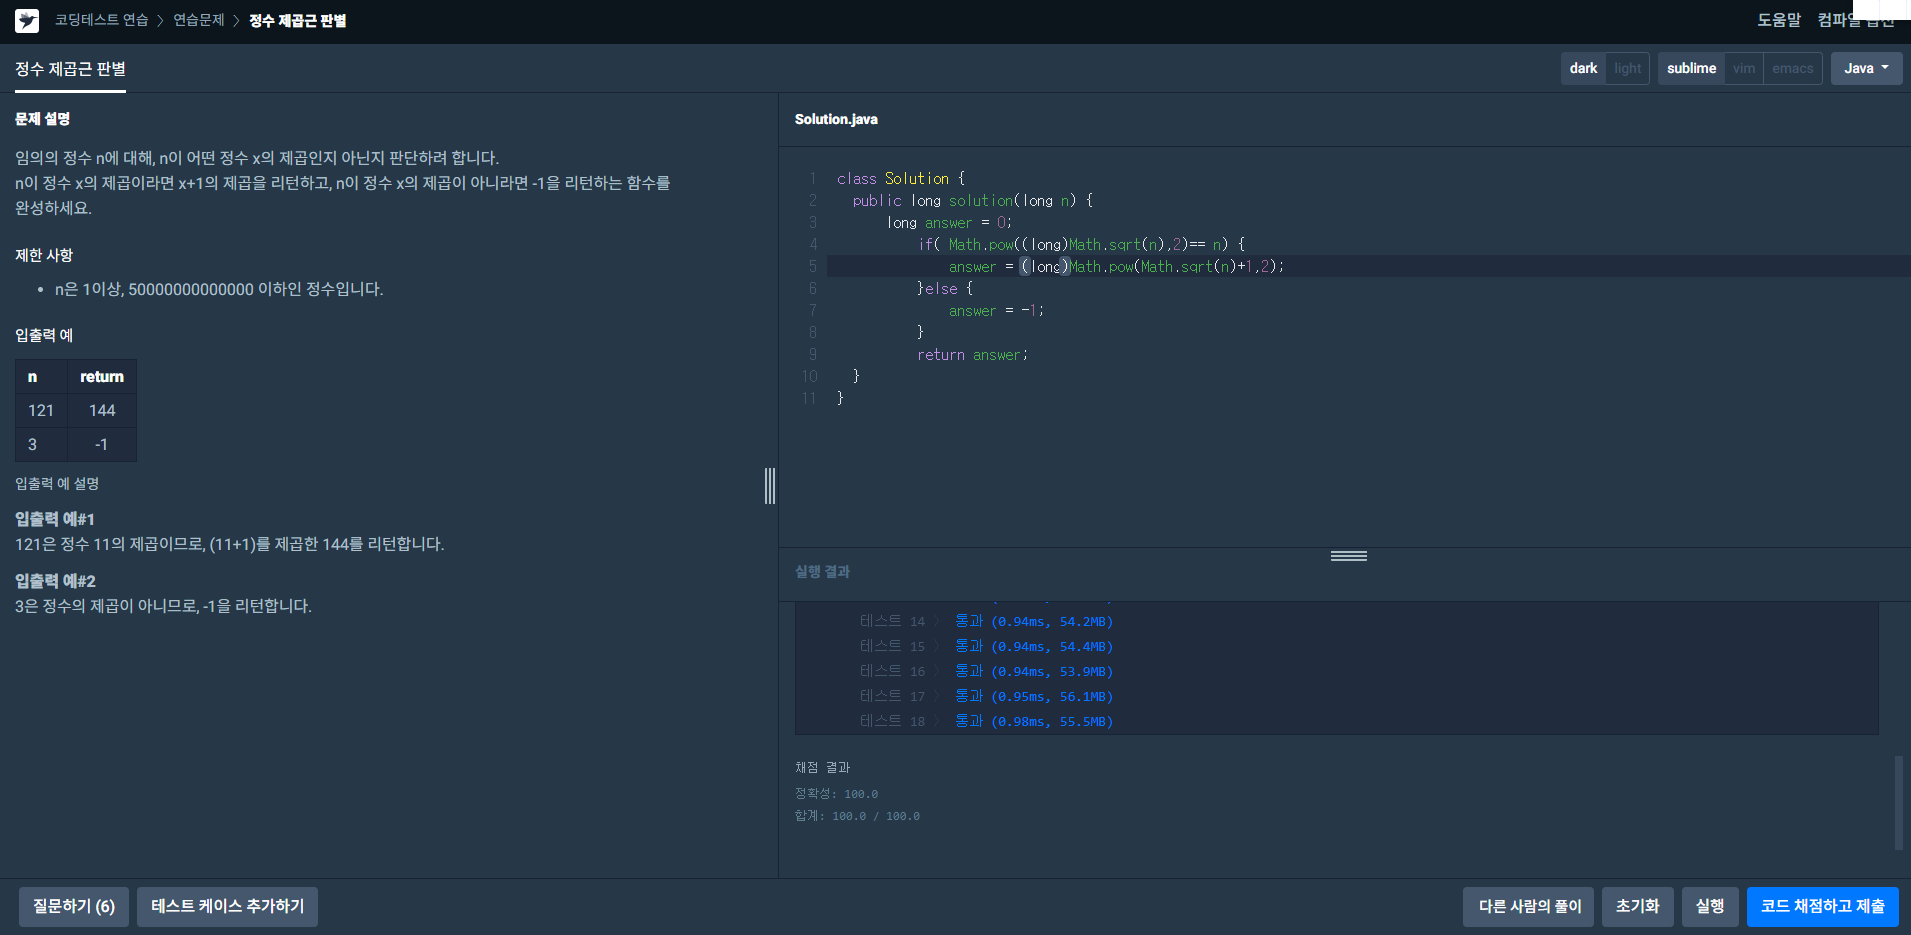 코딩테스트 연습 > 연습문제 > 정수 제곱근 판별
도움말 컴파일 옵션
정수 제곱근 판별
dark light sublime vim emacs Java
문제 설명
임의의 정수 n에 대해, n이 어떤 정수 x의 제곱인지 아닌지 판단하려 합니다.
n이 정수 x의 제곱이라면 x+1의 제곱을 리턴하고, n이 정수 x의 제곱이 아니라면 -1을 리턴하는 함수를
완성하세요.
제한 사항
• n은 1이상, 50000000000000 이하인 정수입니다.
입출력 예
n return
121 144
3 -1
입출력 예 설명
입출력 예#1
121은 정수 11의 제곱이므로, (11+1)를 제곱한 144를 리턴합니다.
입출력 예#2
3은 정수의 제곱이 아니므로, -1을 리턴합니다.
Solution.java
1 class Solution {
2 public long solution(long n) {
3 long answer = 0;
4 if( Math.pow((long)Math.sqrt(n),2)== n) {
5 answer = (long)Math.pow(Math.sqrt(n)+1,2);
6 }else {
7 answer = -1;
8 }
9 return answer;
10 }
11 }
실행 결과
테스트 14 〉 통과 (0.94ms, 54.2MB)
테스트 15 〉 통과 (0.94ms, 54.4MB)
테스트 16 〉 통과 (0.94ms, 53.9MB)
테스트 17 〉 통과 (0.95ms, 56.1MB)
테스트 18 〉 통과 (0.98ms, 55.5MB)
채점 결과
정확성: 100.0
합계: 100.0 / 100.0
질문하기 (6) 테스트 케이스 추가하기 다른 사람의 풀이 초기화 실행 코드 채점하고 제출